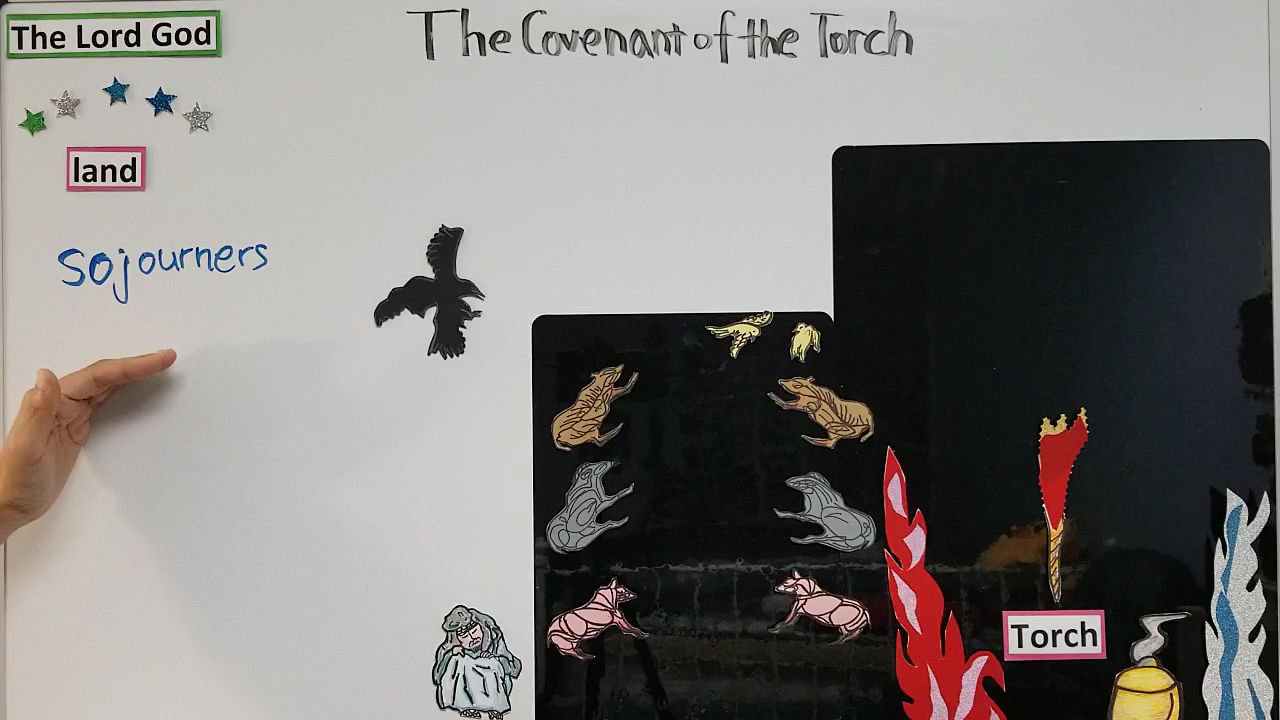 The Covenant of the Torch
The Lord God
land
sojourners
Torch